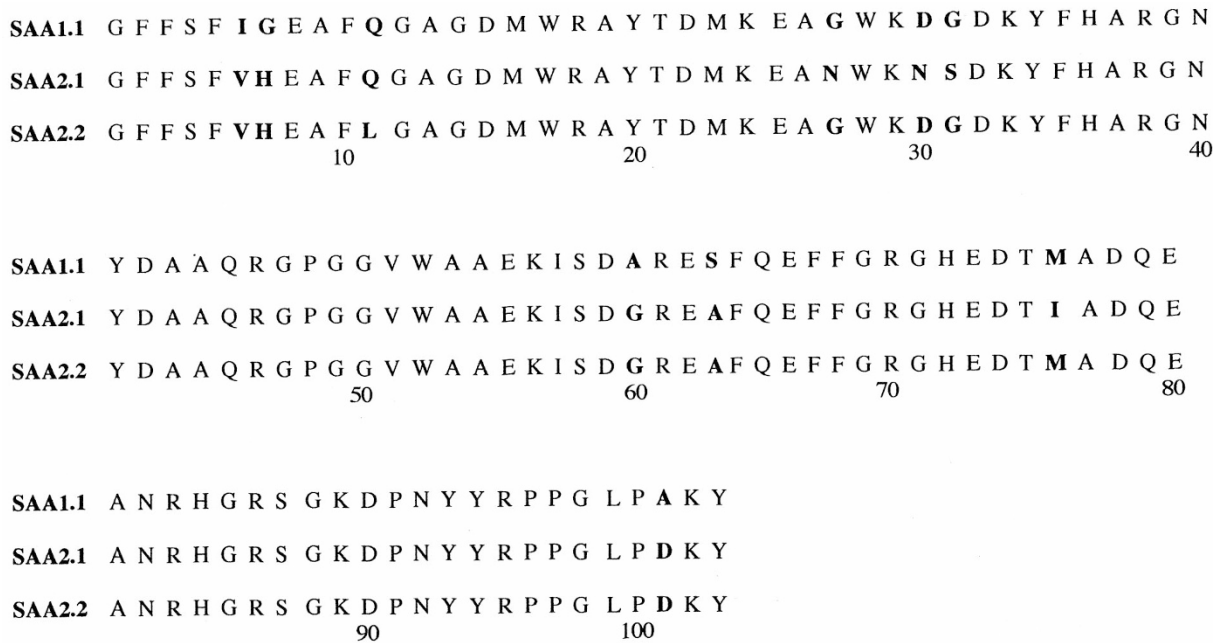 SAA1.1 G F F S F I G E A F Q G A G D M W R A Y T D M K E A G W K D G D K Y F H A R G N
SAA2.1 G F F S F V H E A F Q G A G D M W R A Y T D M K E A N W K N S D K Y F H A R G N
SAA2.2 G F F S F V H E A F L G A G D M W R A Y T D M K E A G W K D G D K Y F H A R G N
10 20 30 40
SAA1.1 Y D A A Q R G P G G V W A A E K I S D A R E S F Q E F F G R G H E D T M A D Q E
SAA2.1 Y D A A Q R G P G G V W A A E K I S D G R E A F Q E F F G R G H E D T I A D Q E
SAA2.2 Y D A A Q R G P G G V W A A E K I S D G R E A F Q E F F G R G H E D T M A D Q E
50 60 70 80
SAA1.1 A N R H G R S G K D P N Y Y R P P G L P A K Y
SAA2.1 A N R H G R S G K D P N Y Y R P P G L P D K Y
SAA2.2 A N R H G R S G K D P N Y Y R P P G L P D K Y
90 100